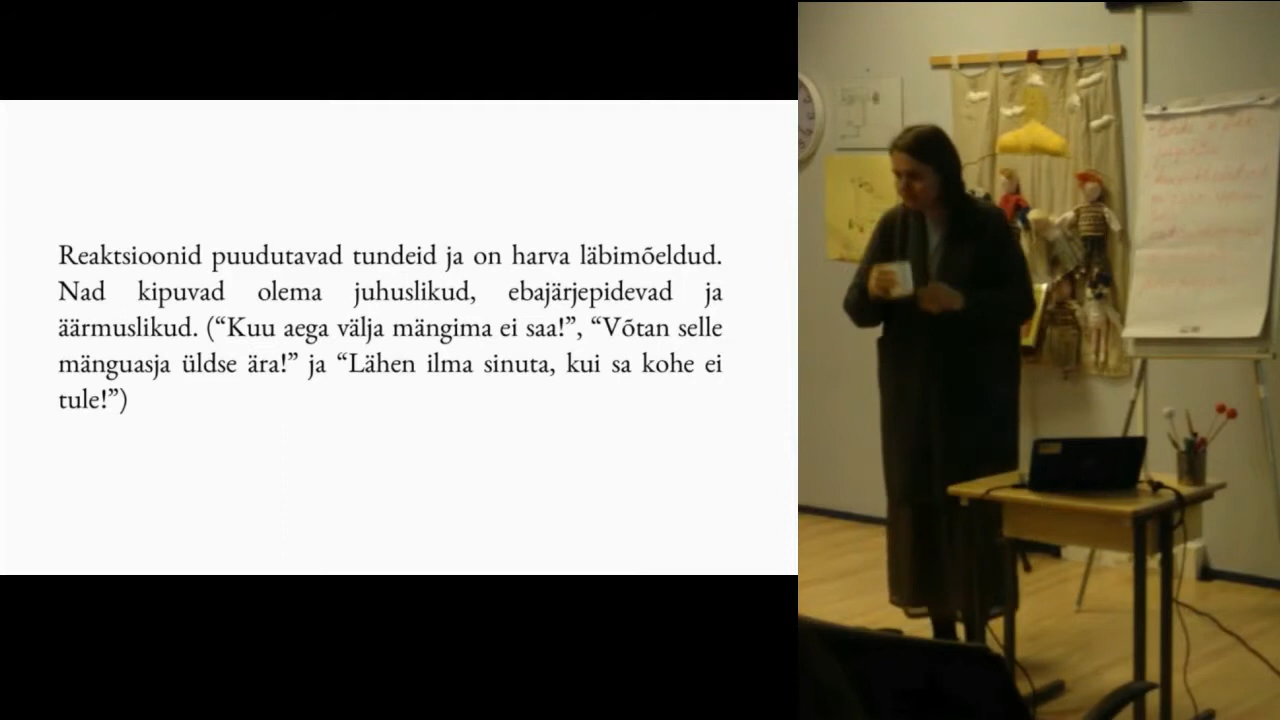 Reaktsioonid puudutavad tundeid ja on harva läbimõeldud.
Nad kipuvad olema juhuslikud, ebajärjepidevad ja
äärmuslikud. (“Kuu aega välja mängima ei saa!”, “Võtan selle
mänguasja üldse ära!” ja “Lähen ilma sinuta, kui sa kohe ei
tule!”)